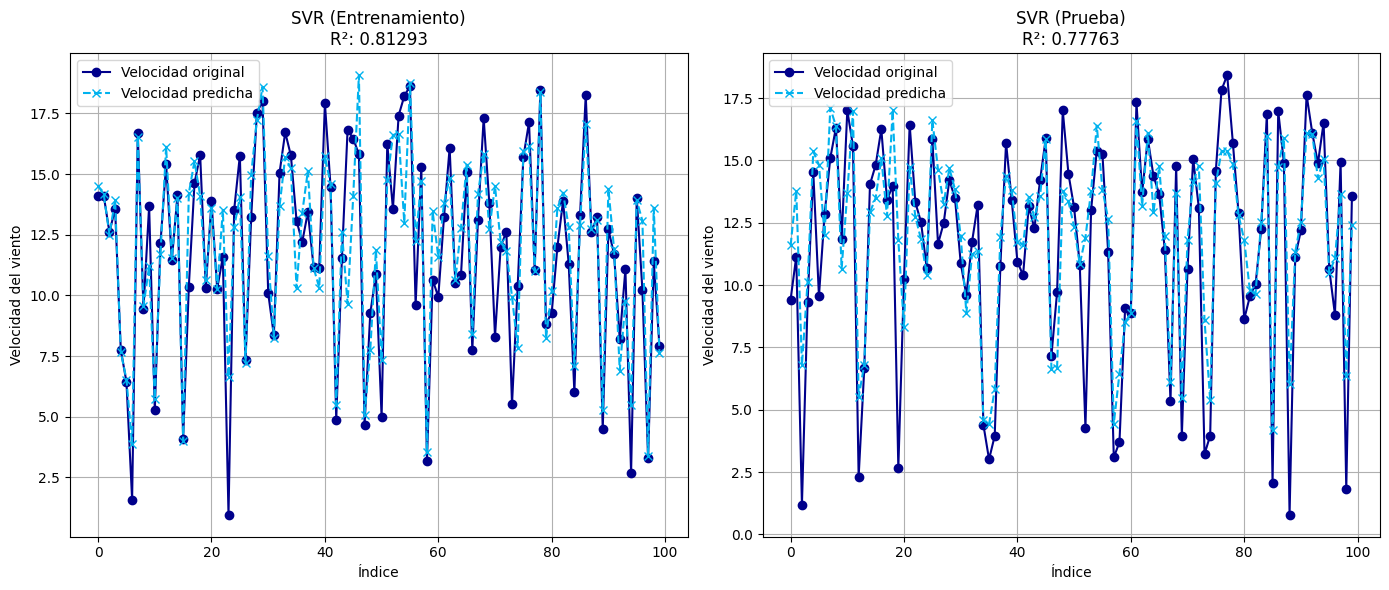 SVR (Entrenamiento)
R²: 0.81293
Velocidad original
Velocidad predicha
Velocidad del viento
17.5
15.0
12.5
10.0
7.5
5.0
2.5
0
20
40
60
80
100
Índice
SVR (Prueba)
R²: 0.77763
Velocidad original
Velocidad predicha
Velocidad del viento
17.5
15.0
12.5
10.0
7.5
5.0
2.5
0.0
0
20
40
60
80
100
Índice